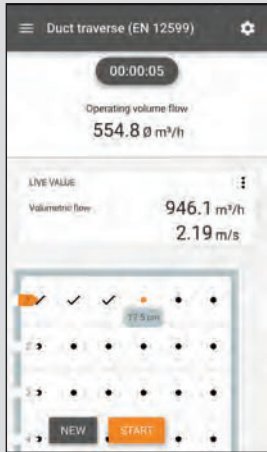 Duct traverse (EN 12599)
00:00:05
Operating volume flow
554.8 Ø m³/h
LIVE VALUE
Volumetric flow
946.1 m³/h
2.19 m/s
1
17.5 cm
2
3
4
NEW
START